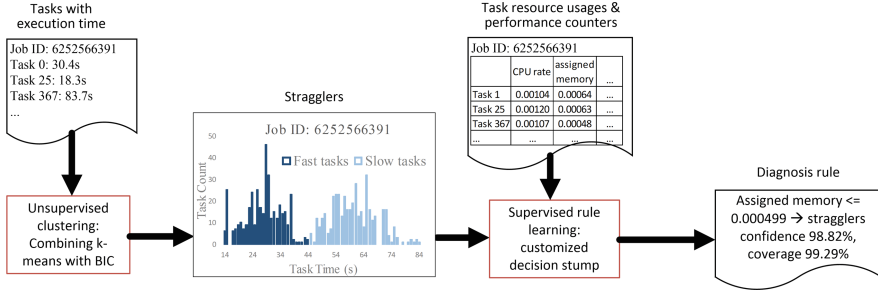 Tasks with
execution time
Job ID: 6252566391
Task 0: 30.4s
Task 25: 18.3s
Task 367: 83.7s
...
Unsupervised
clustering:
Combining k-
means with BIC
Stragglers
Job ID: 6252566391
Fast tasks Slow tasks
Task Count
50
40
30
20
10
0
14 24 34 44 54 64 74 84
Task Time (s)
Task resource usages &
performance counters
Job ID: 6252566391
CPU rate assigned memory ...
Task 1 0.00104 0.00064 ...
Task 25 0.00120 0.00063 ...
Task 367 0.00107 0.00048 ...
... ... ... ...
Supervised rule
learning:
customized
decision stump
Diagnosis rule
Assigned memory <=
0.000499 → stragglers
confidence 98.82%,
coverage 99.29%